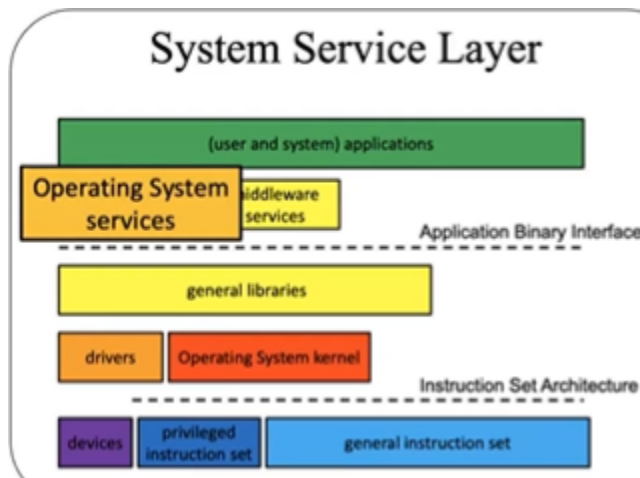 System Service Layer
(user and system) applications
Operating System
services
iddleware
services
Application Binary Interface
general libraries
drivers
Operating System kernel
Instruction Set Architecture
devices
privileged
instruction set
general instruction set